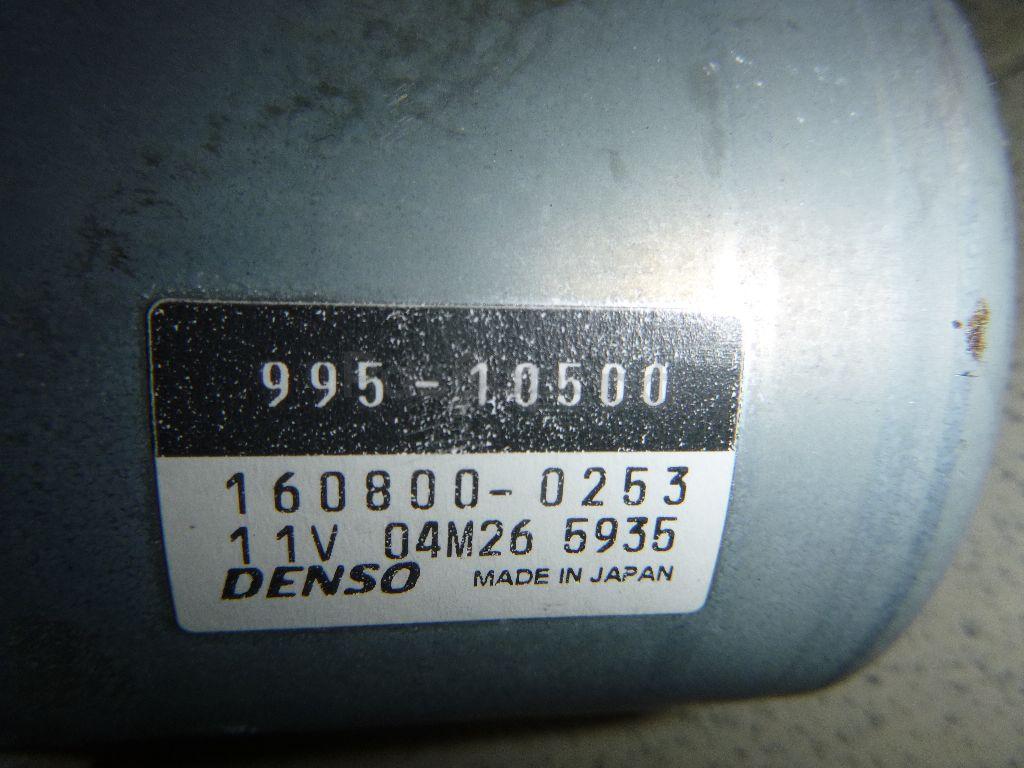 995-10500
160800-0253
11V 04M26 5935
DENSO MADE IN JAPAN